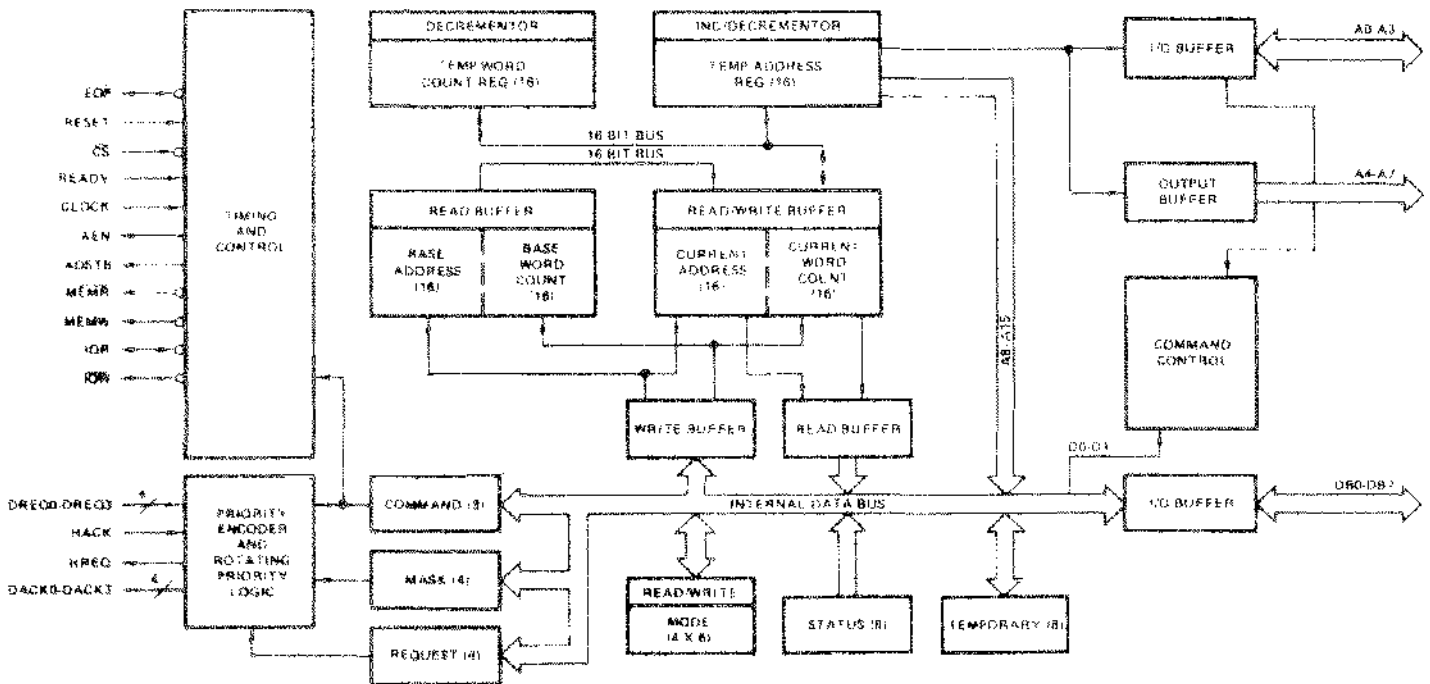 DECREMENTOR
TEMP WORD
COUNT REG (16)
INC/DECREMENTOR
TEMP ADDRESS
REG (16)
I/O BUFFER
A0-A3
EOP
RESET
CS
READY
CLOCK
AEN
ADSTB
MEMR
MEMW
IOR
IOW
TIMING
AND
CONTROL
16 BIT BUS
16 BIT BUS
READ BUFFER
BASE
ADDRESS
(16)
BASE
WORD
COUNT
(16)
READ/WRITE BUFFER
CURRENT
ADDRESS
(16)
CURRENT
WORD
COUNT
(16)
A8-A15
OUTPUT
BUFFER
A4-A7
COMMAND
CONTROL
WRITE BUFFER
READ BUFFER
D0-D1
DREQ0-DREQ3
4
HACK
HREQ
DACK0-DACK3
4
PRIORITY
ENCODER
AND
ROTATING
PRIORITY
LOGIC
COMMAND (8)
MASK (4)
REQUEST (4)
INTERNAL DATA BUS
READ/WRITE
MODE
(4 X 6)
STATUS (8)
TEMPORARY (8)
I/O BUFFER
DB0-DB7